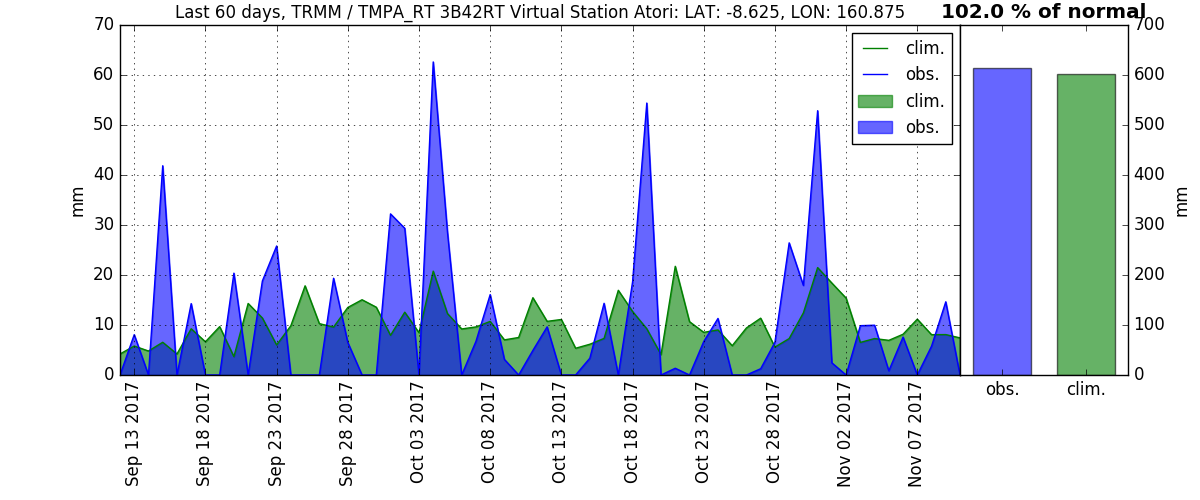 Last 60 days, TRMM / TMPA_RT 3B42RT Virtual Station Atori: LAT: -8.625, LON: 160.875
102.0 % of normal
70
60
50
40
30
20
10
0
mm
clim.
obs.
clim.
obs.
700
600
500
400
300
200
100
0
mm
Sep 13 2017
Sep 18 2017
Sep 23 2017
Sep 28 2017
Oct 03 2017
Oct 08 2017
Oct 13 2017
Oct 18 2017
Oct 23 2017
Oct 28 2017
Nov 02 2017
Nov 07 2017
obs.
clim.